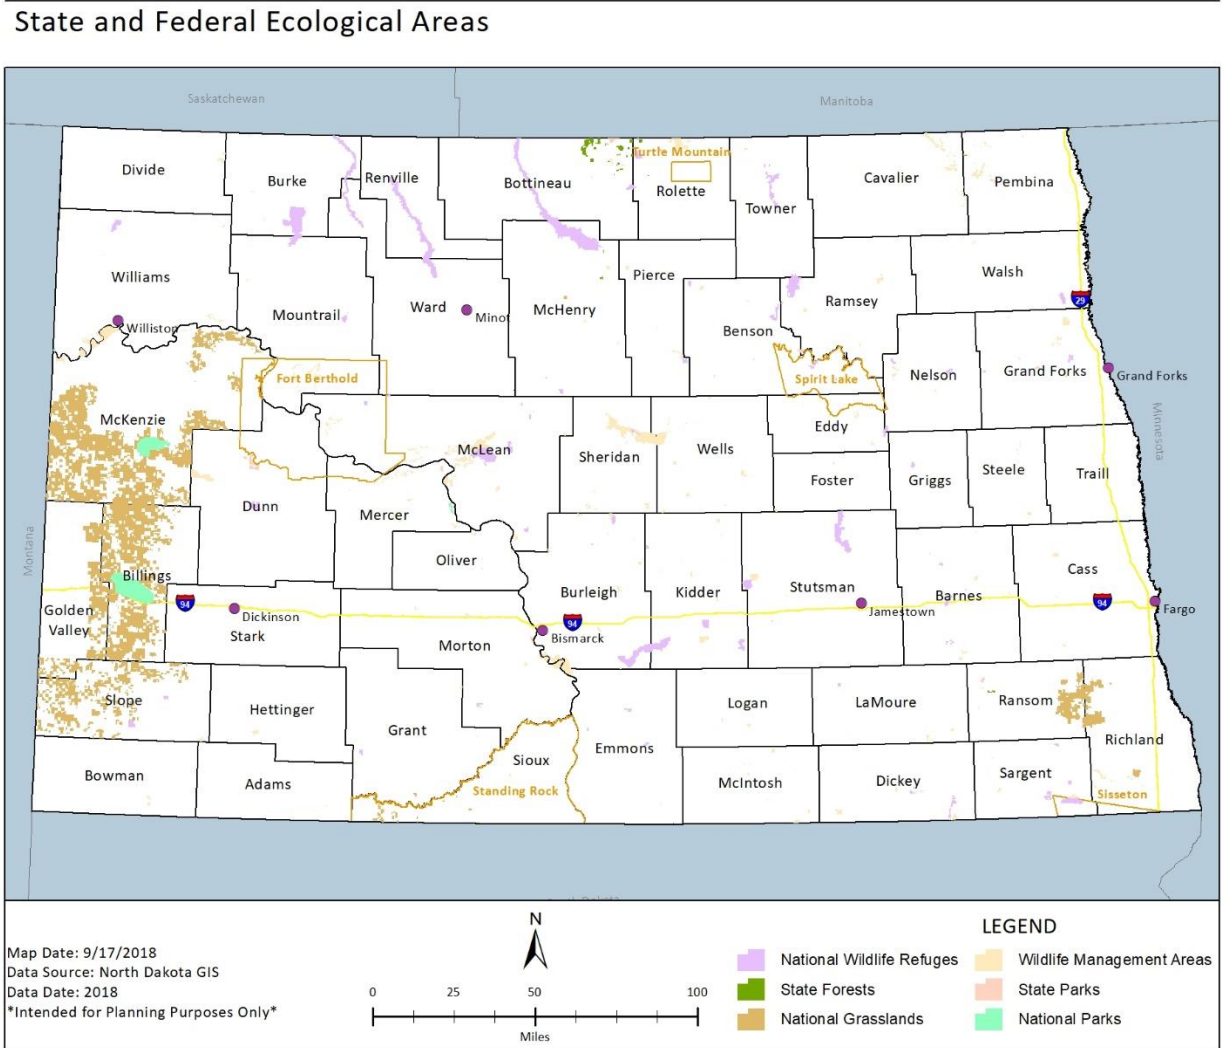 State and Federal Ecological Areas
Saskatchewan
Manitoba
Divide
Burke
Renville
Bottineau
Turtle Mountain
Rolette
Towner
Cavalier
Pembina
Williams
Mountrail
Ward
Minot
McHenry
Pierce
Benson
Ramsey
Walsh
29
Williston
Fort Berthold
Spirit Lake
Nelson
Grand Forks
Grand Forks
McKenzie
McLean
Sheridan
Wells
Eddy
Foster
Griggs
Steele
Traill
Minnesota
Montana
Dunn
Mercer
Oliver
Billings
94
Golden
Valley
Dickinson
Stark
Morton
Burleigh
94
Bismarck
Kidder
Stutsman
Jamestown
Barnes
Cass
94
Fargo
Slope
Hettinger
Grant
Sioux
Emmons
Logan
LaMoure
Ransom
Richland
Bowman
Adams
Standing Rock
McIntosh
Dickey
Sargent
Sisseton
N
LEGEND
Map Date: 9/17/2018
Data Source: North Dakota GIS
Data Date: 2018
*Intended for Planning Purposes Only*
0 25 50 100
Miles
National Wildlife Refuges
State Forests
National Grasslands
Wildlife Management Areas
State Parks
National Parks